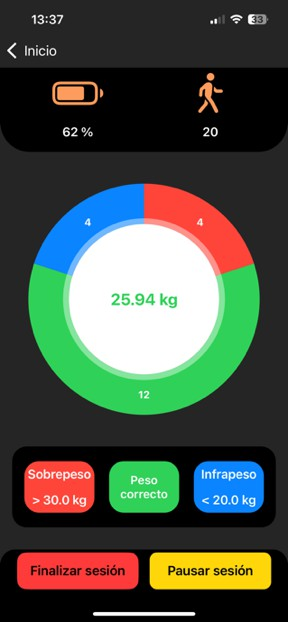 13:37
33
Inicio
62 %
20
4
4
25.94 kg
12
Sobrepeso
> 30.0 kg
Peso
correcto
Infrapeso
< 20.0 kg
Finalizar sesión
Pausar sesión